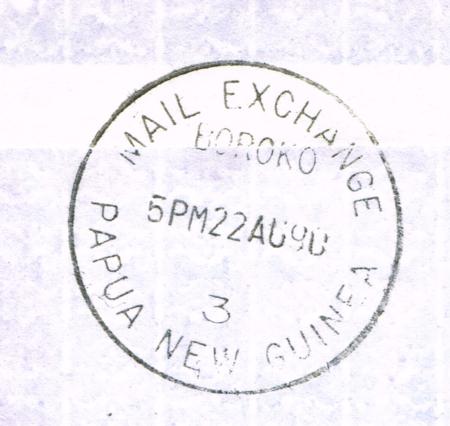 MAIL EXCHANGE
BOROKO
5PM22AU90
3
PAPUA NEW GUINEA